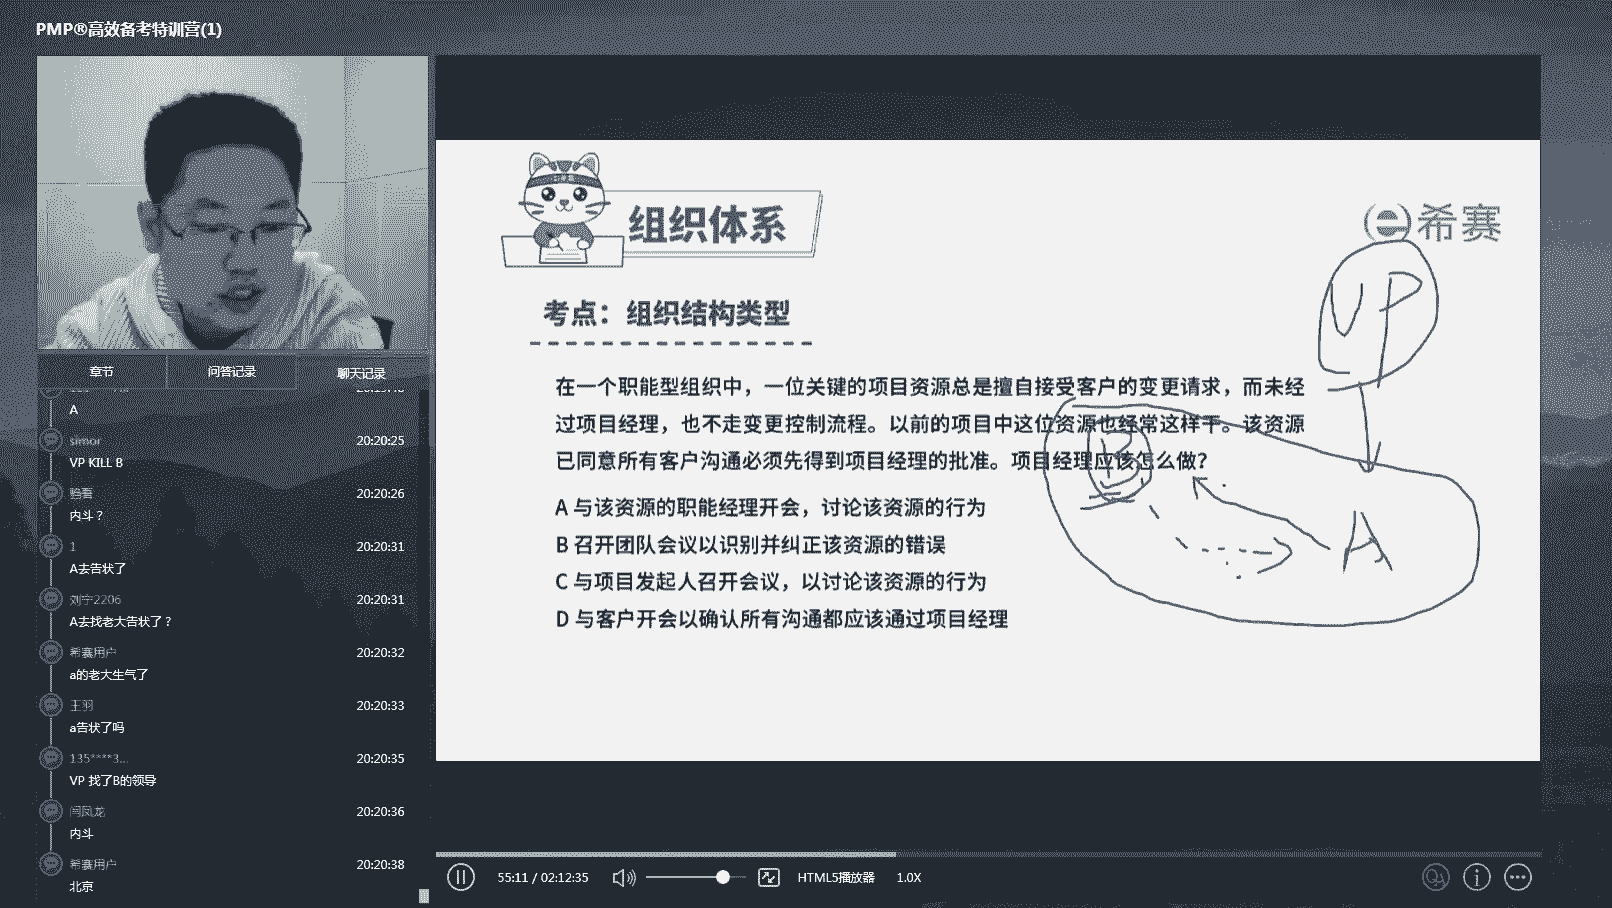 PMP®高效备考特训营(1)
章节
问答记录
聊天记录
A
simor
20:20:25
VP KILL B
20:20:26
内斗？
1
20:20:31
A去告状了
刘宁2206
20:20:31
A去找老大告状了？
希赛用户
20:20:32
a的老大生气了
王羽
20:20:33
a告状了吗
135****3...
20:20:35
VP 找了B的领导
闫凤龙
20:20:36
内斗
希赛用户
20:20:38
北京
组织体系
希赛
VP
考点：组织结构类型
在一个职能型组织中，一位关键的项目资源总是擅自接受客户的变更请求，而未经
过项目经理，也不走变更控制流程。以前的项目中这位资源也经常这样干。该资源
已同意所有客户沟通必须先得到项目经理的批准。项目经理应该怎么做？
B
A 与该资源的职能经理开会，讨论该资源的行为
B 召开团队会议以识别并纠正该资源的错误
A
C 与项目发起人召开会议，以讨论该资源的行为
D 与客户开会以确认所有沟通都应该通过项目经理
55:11 / 02:12:35
HTML5播放器
1.0X